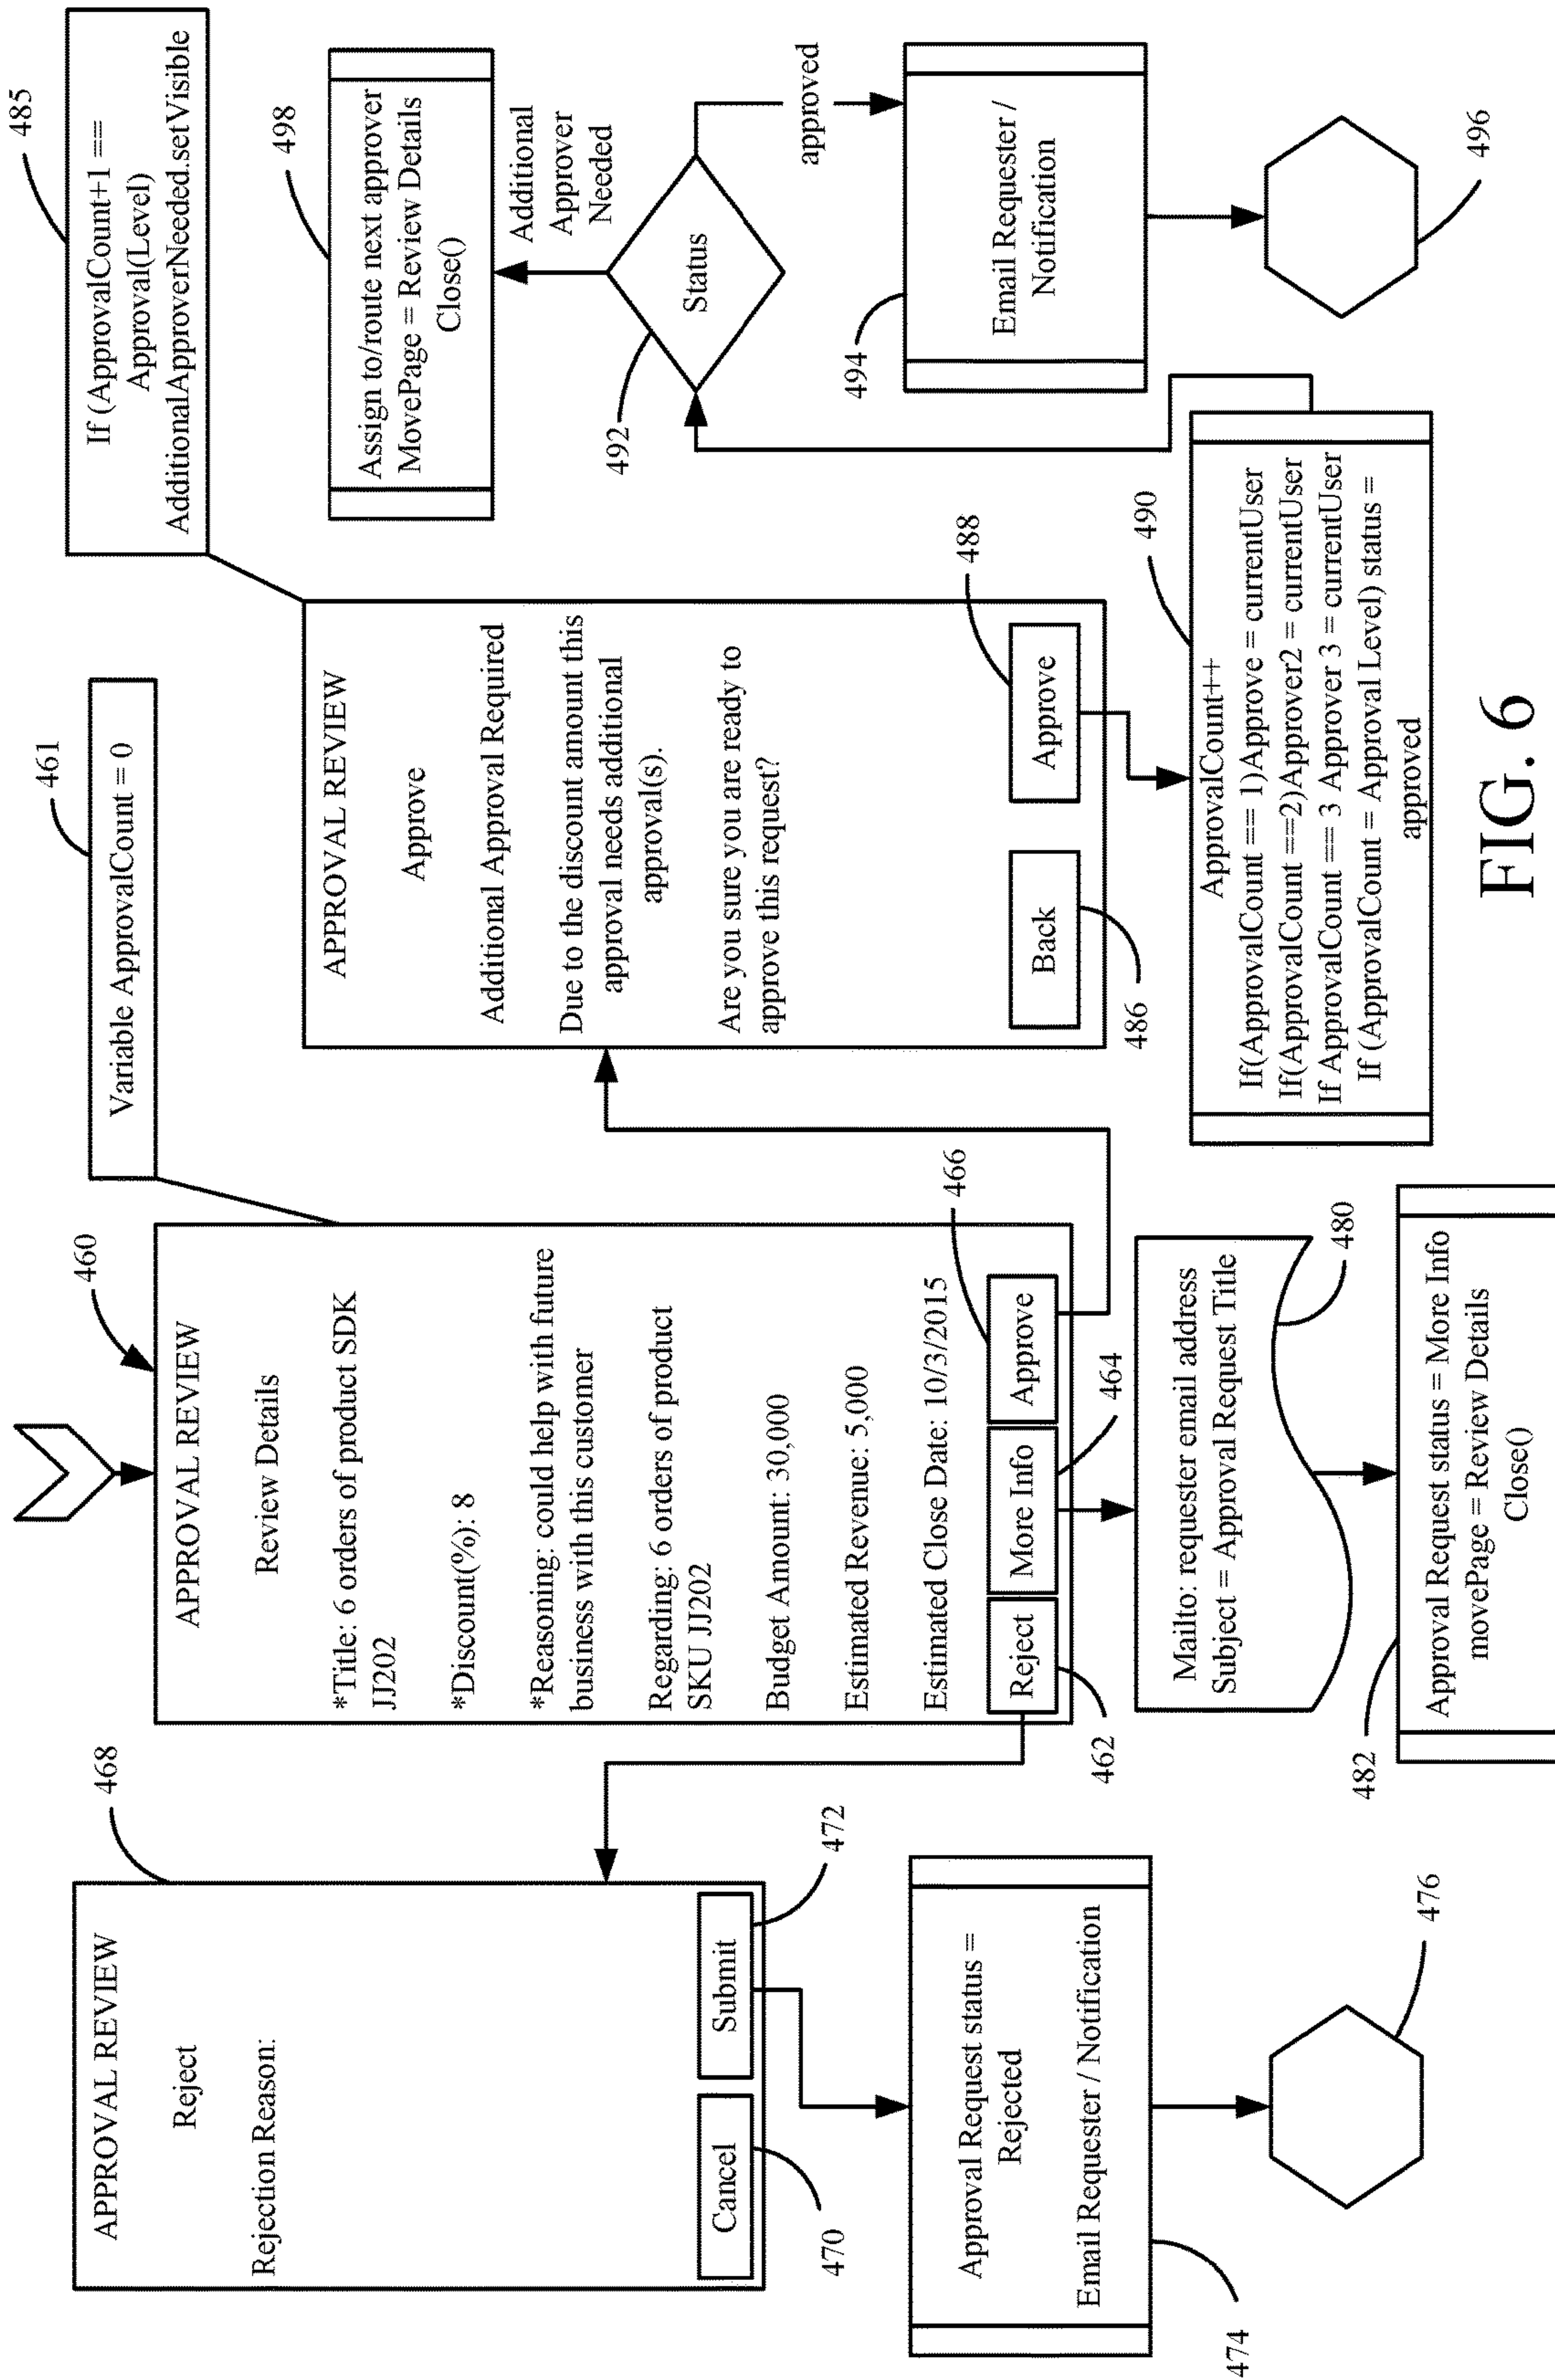 468
APPROVAL REVIEW
Reject
Rejection Reason:
Cancel
Submit
470
472
Approval Request status =
Rejected
Email Requester / Notification
474
476
460
461
Variable ApprovalCount = 0
APPROVAL REVIEW
Review Details
*Title: 6 orders of product SDK
JJ202
*Discount(%): 8
*Reasoning: could help with future
business with this customer
Regarding: 6 orders of product
SKU JJ202
Budget Amount: 30,000
Estimated Revenue: 5,000
Estimated Close Date: 10/3/2015
Reject
More Info
Approve
462
464
466
Mailto: requester email address
Subject = Approval Request Title
480
482
Approval Request status = More Info
movePage = Review Details
Close()
485
If (ApprovalCount+1 ==
Approval(Level)
AdditionalApproverNeeded.setVisible
APPROVAL REVIEW
Approve
Additional Approval Required
Due to the discount amount this
approval needs additional
approval(s).
Are you sure you are ready to
approve this request?
Back
Approve
486
488
490
ApprovalCount++
If(ApprovalCount == 1)Approve = currentUser
If(ApprovalCount ==2)Approver2 = currentUser
If ApprovalCount == 3 Approver 3 = currentUser
If (ApprovalCount = Approval Level) status =
approved
498
Assign to/route next approver
MovePage = Review Details
Close()
Additional
Approver
Needed
Status
492
approved
494
Email Requester /
Notification
496
FIG. 6